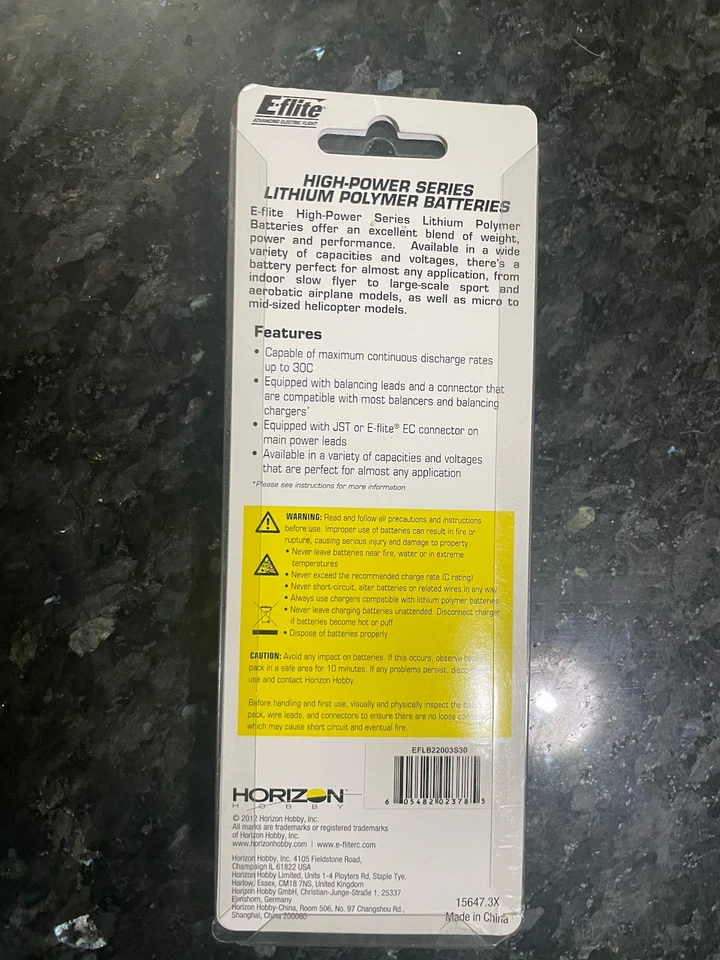 E-flite®
ADVANCING ELECTRIC FLIGHT
HIGH-POWER SERIES
LITHIUM POLYMER BATTERIES
E-flite High-Power Series Lithium Polymer
Batteries offer an excellent blend of weight,
power and performance. Available in a wide
variety of capacities and voltages, there's a
battery perfect for almost any application, from
indoor slow flyer to large-scale sport and
aerobatic airplane models, as well as micro to
mid-sized helicopter models.
Features
• Capable of maximum continuous discharge rates
up to 30C
• Equipped with balancing leads and a connector that
are compatible with most balancers and balancing
chargers*
• Equipped with JST or E-flite® EC connector on
main power leads
• Available in a variety of capacities and voltages
that are perfect for almost any application
*Please see instructions for more information
WARNING: Read and follow all precautions and instructions
before use. Improper use of batteries can result in fire or
rupture, causing serious injury and damage to property.
• Never leave batteries near fire, water or in extreme
temperatures
• Never exceed the recommended charge rate (C rating)
• Never short-circuit, alter batteries or related wires in any way
• Always use chargers compatible with lithium polymer batteries
• Never leave charging batteries unattended. Disconnect charger
if batteries become hot or puff
• Dispose of batteries properly
CAUTION: Avoid any impact on batteries. If this occurs, observe
pack in a safe area for 10 minutes. If any problems persist,
use and contact Horizon Hobby.
Before handling and first use, visually and physically inspect the
pack, wire leads, and connectors to ensure there are no loose
which may cause short circuit and eventual fire.
EFLB22003S30
6 05482 02378 5
HORIZON
HOBBY
© 2012 Horizon Hobby, Inc.
All marks are trademarks or registered trademarks
of Horizon Hobby, Inc.
www.horizonhobby.com | www.e-fliterc.com
Horizon Hobby, Inc. 4105 Fieldstone Road,
Champaign IL 61822 USA
Horizon Hobby Limited, Units 1-4 Ployters Rd, Staple Tye,
Harlow, Essex, CM18 7NS, United Kingdom
Horizon Hobby GmbH, Christian-Junge-Straße 1, 25337
Elmshorn, Germany
Horizon Hobby-China, Room 506, No. 97 Changshou Rd.,
Shanghai, China 200060
15647.3X
Made in China